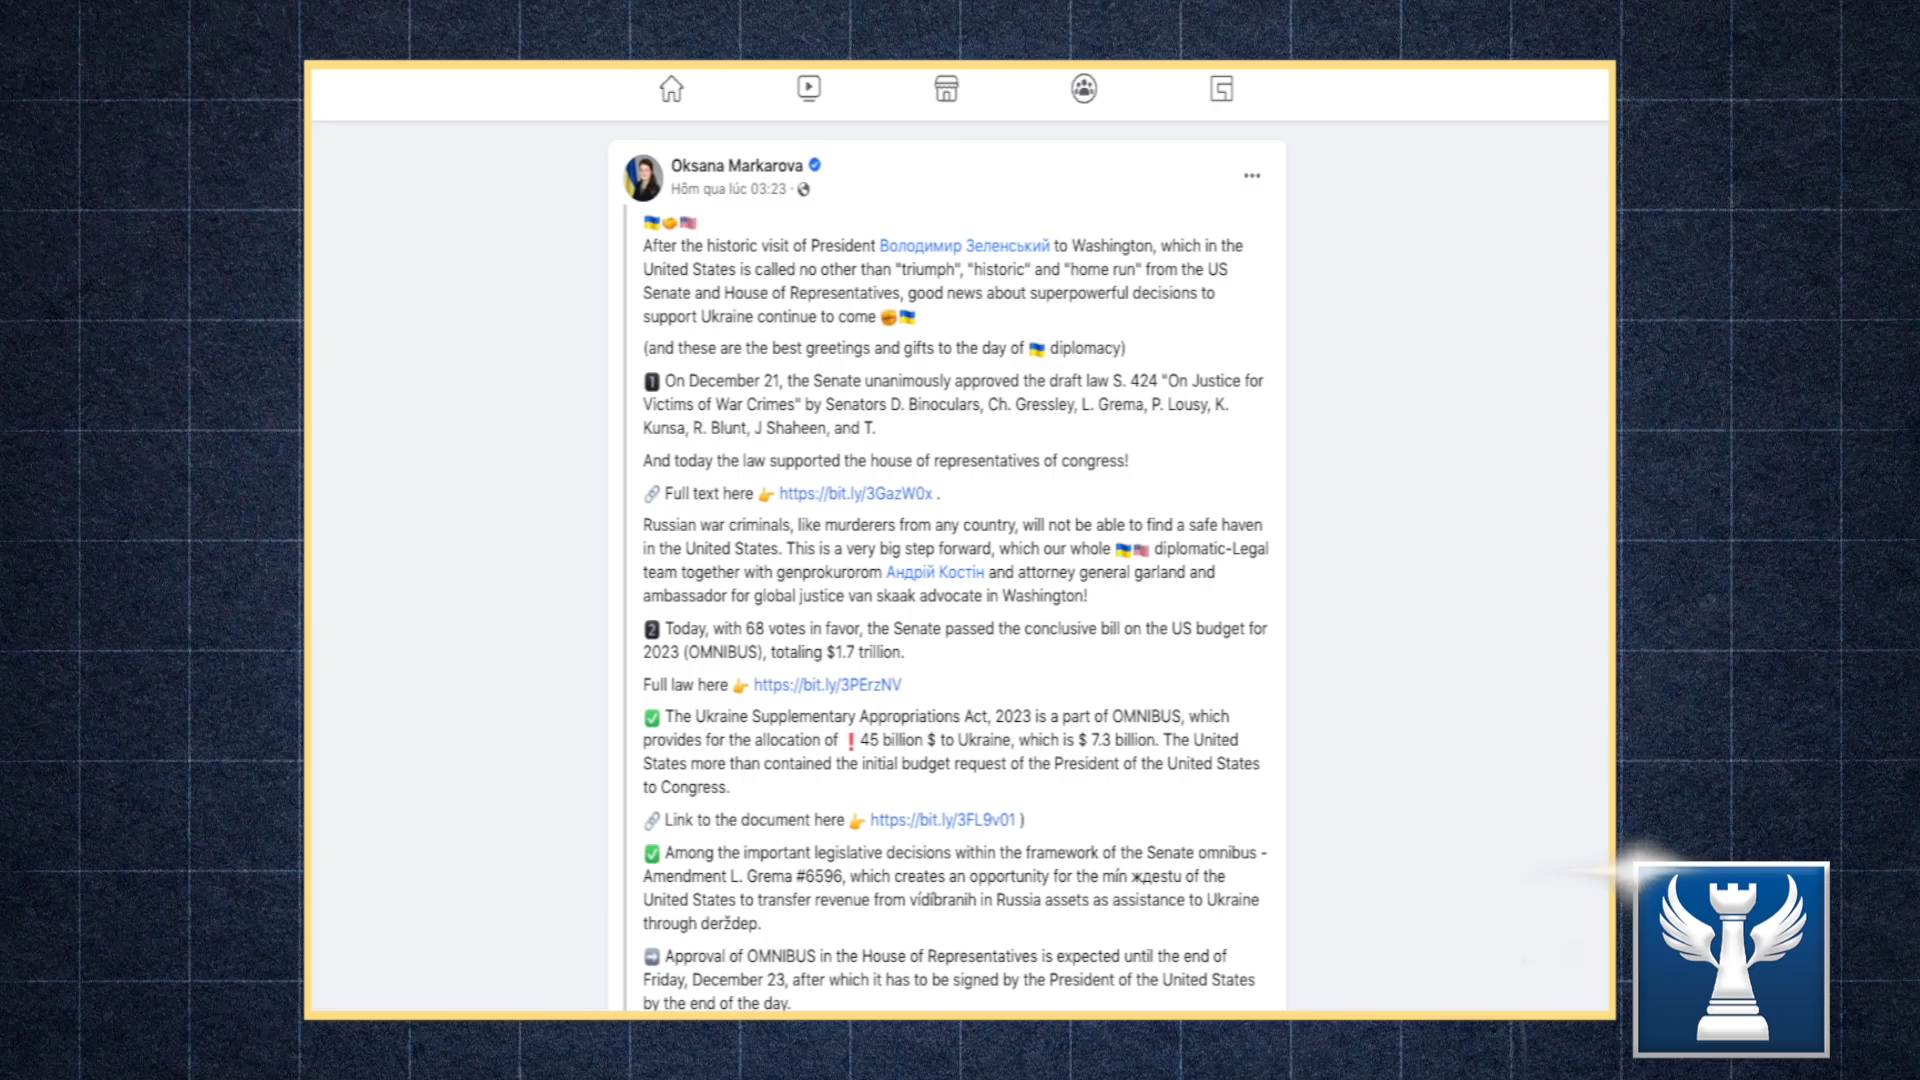 Oksana Markarova
Hôm qua lúc 03:23 ·
After the historic visit of President Володимир Зеленський to Washington, which in the
United States is called no other than "triumph", "historic" and "home run" from the US
Senate and House of Representatives, good news about superpowerful decisions to
support Ukraine continue to come
(and these are the best greetings and gifts to the day of 🇺🇦 diplomacy)
1 On December 21, the Senate unanimously approved the draft law S. 424 "On Justice for
Victims of War Crimes" by Senators D. Binoculars, Ch. Gressley, L. Grema, P. Lousy, K.
Kunsa, R. Blunt, J Shaheen, and T.
And today the law supported the house of representatives of congress!
🔗 Full text here 👉 https://bit.ly/3GazW0x .
Russian war criminals, like murderers from any country, will not be able to find a safe haven
in the United States. This is a very big step forward, which our whole 🇺🇦🇺🇸 diplomatic-Legal
team together with genprokurorom Андрій Костін and attorney general garland and
ambassador for global justice van skaak advocate in Washington!
2 Today, with 68 votes in favor, the Senate passed the conclusive bill on the US budget for
2023 (OMNIBUS), totaling $1.7 trillion.
Full law here 👉 https://bit.ly/3PErzNV
✅ The Ukraine Supplementary Appropriations Act, 2023 is a part of OMNIBUS, which
provides for the allocation of ❗45 billion $ to Ukraine, which is $ 7.3 billion. The United
States more than contained the initial budget request of the President of the United States
to Congress.
🔗 Link to the document here 👉 https://bit.ly/3FL9v01 )
✅ Among the important legislative decisions within the framework of the Senate omnibus -
Amendment L. Grema #6596, which creates an opportunity for the mín ждestu of the
United States to transfer revenue from vídíbranih in Russia assets as assistance to Ukraine
through derždep.
➡ Approval of OMNIBUS in the House of Representatives is expected until the end of
Friday, December 23, after which it has to be signed by the President of the United States
by the end of the day.